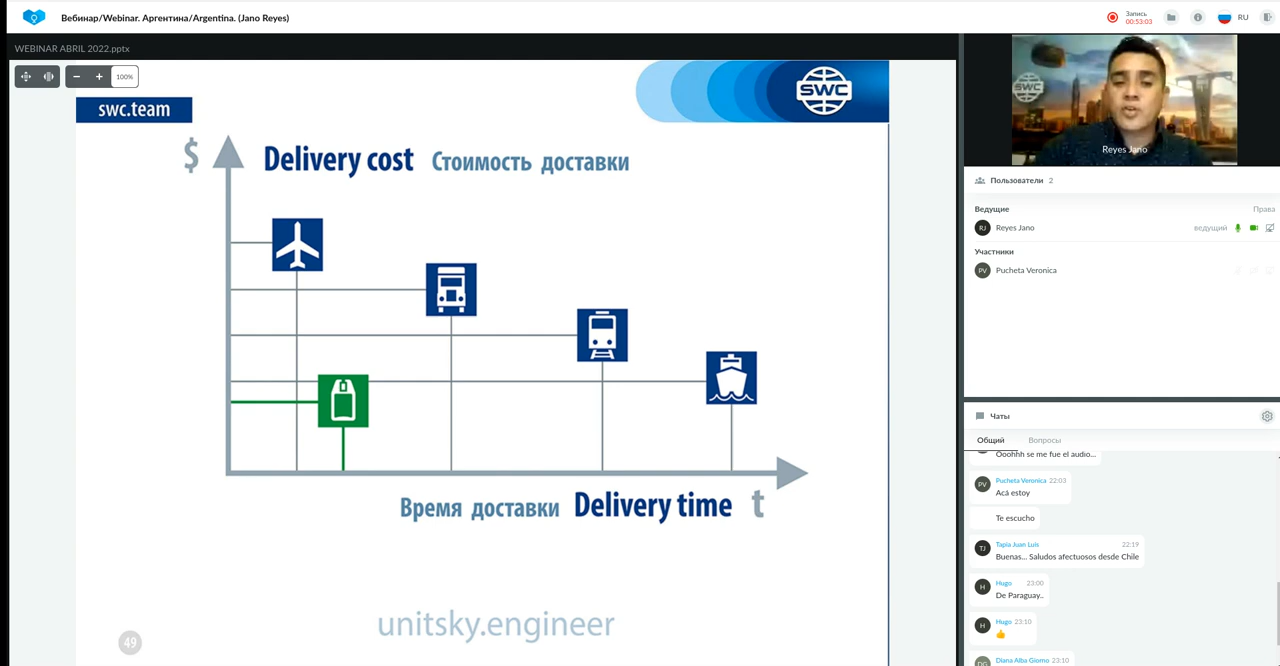 Вебинар/Webinar. Аргентина/Argentina. (Jano Reyes)
Запись
00:53:03
RU
WEBINAR ABRIL 2022.pptx
100%
swc.team
SWC
$
Delivery cost Стоимость доставки
Время доставки Delivery time t
unitsky.engineer
49
SWC
Reyes Jano
Пользователи 2
Ведущие Права
RJ Reyes Jano ведущий
Участники
PV Pucheta Veronica
Чаты
Общий Вопросы
Ooohhh se me fue el audio...
PV Pucheta Veronica 22:03
Acá estoy
Te escucho
TJ Tapia Juan Luis 22:19
Buenas... Saludos afectuosos desde Chile
H Hugo 23:00
De Paraguay..
H Hugo 23:10
👍
DG Diana Alba Giorno 23:10